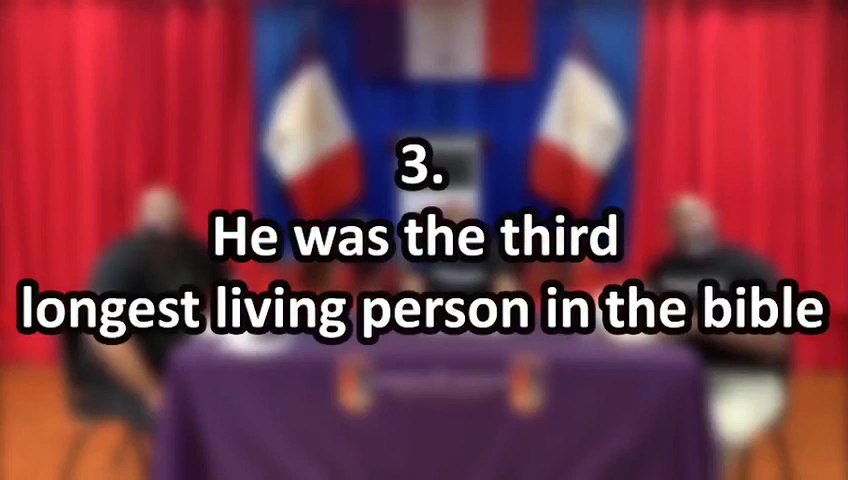 3.
He was the third
longest living person in the bible